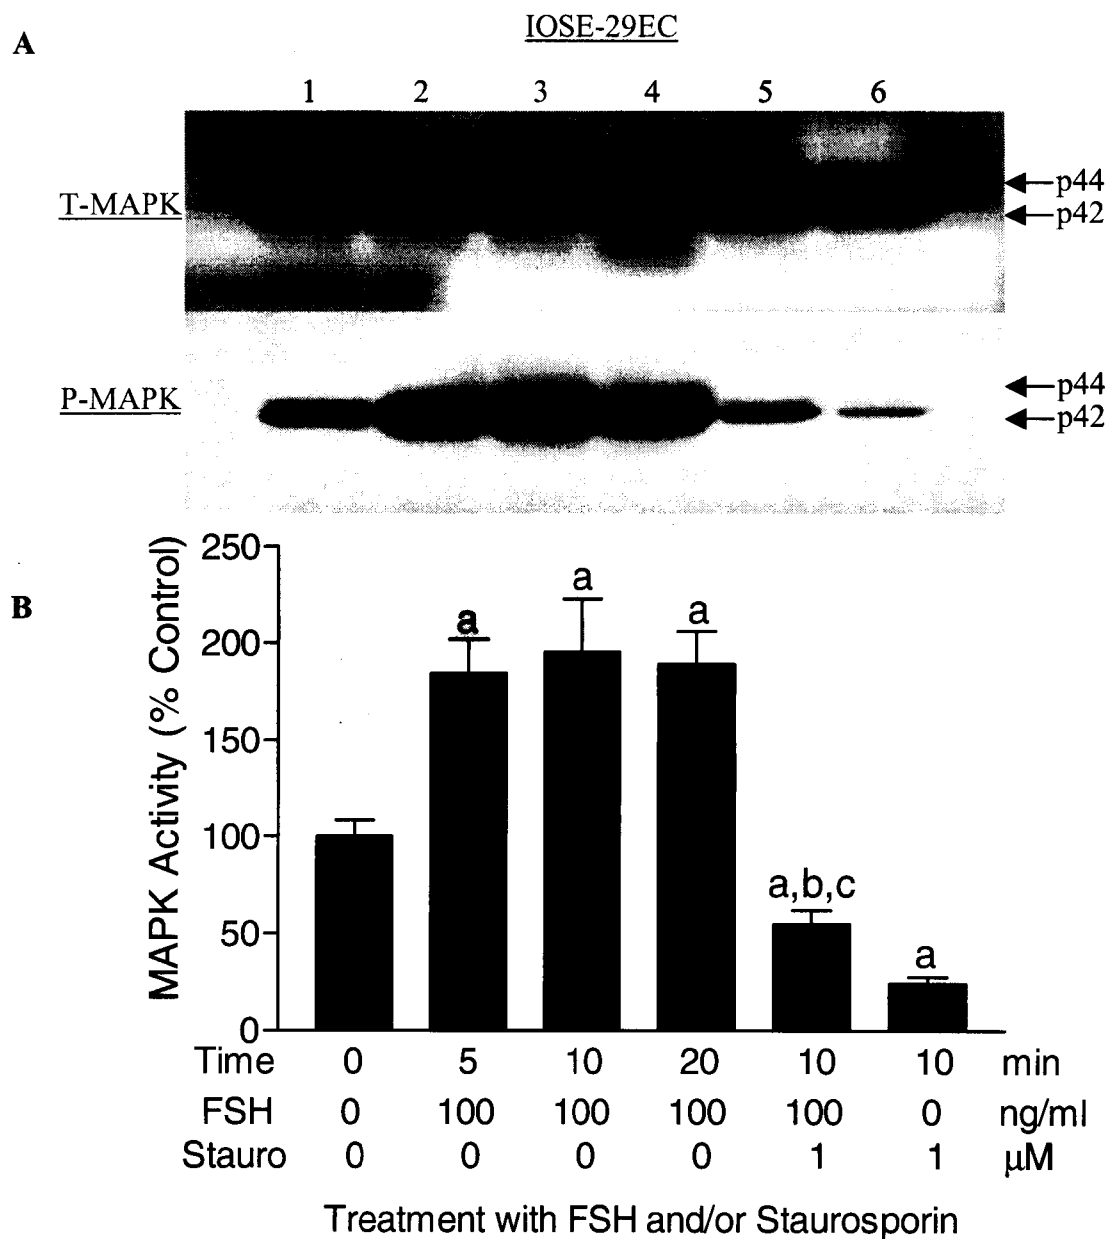 A
IOSE-29EC
1 2 3 4 5 6
T-MAPK
p44
p42
P-MAPK
p44
p42
B
MAPK Activity (% Control)
250
200
150
100
50
0
a
a
a
a,b,c
a
Time 0 5 10 20 10 10 min
FSH 0 100 100 100 100 0 ng/ml
Stauro 0 0 0 0 1 1 µM
Treatment with FSH and/or Staurosporin